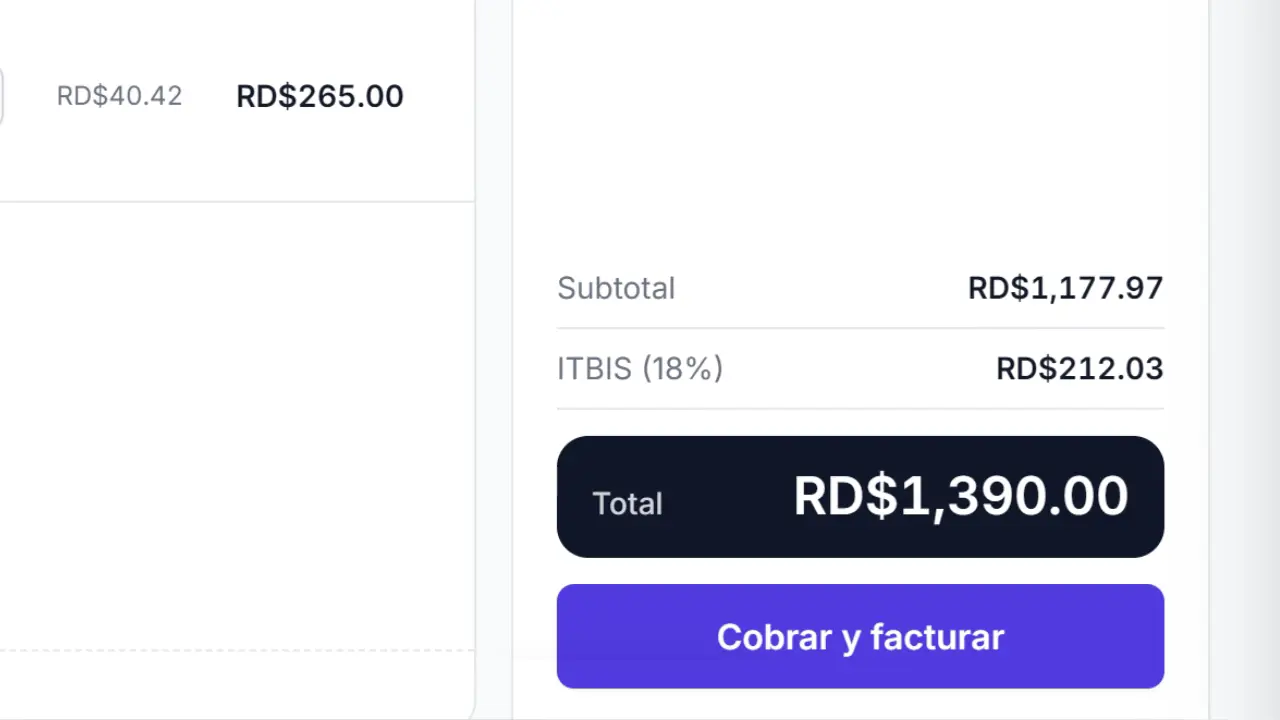 RD$40.42 RD$265.00
Subtotal RD$1,177.97
ITBIS (18%) RD$212.03
Total RD$1,390.00
Cobrar y facturar